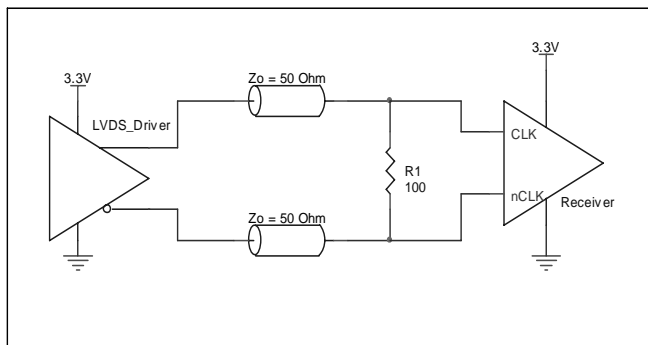 3.3V
Zo = 50 Ohm
3.3V
LVDS_Driver
CLK
R1
100
nCLK
Receiver
Zo = 50 Ohm